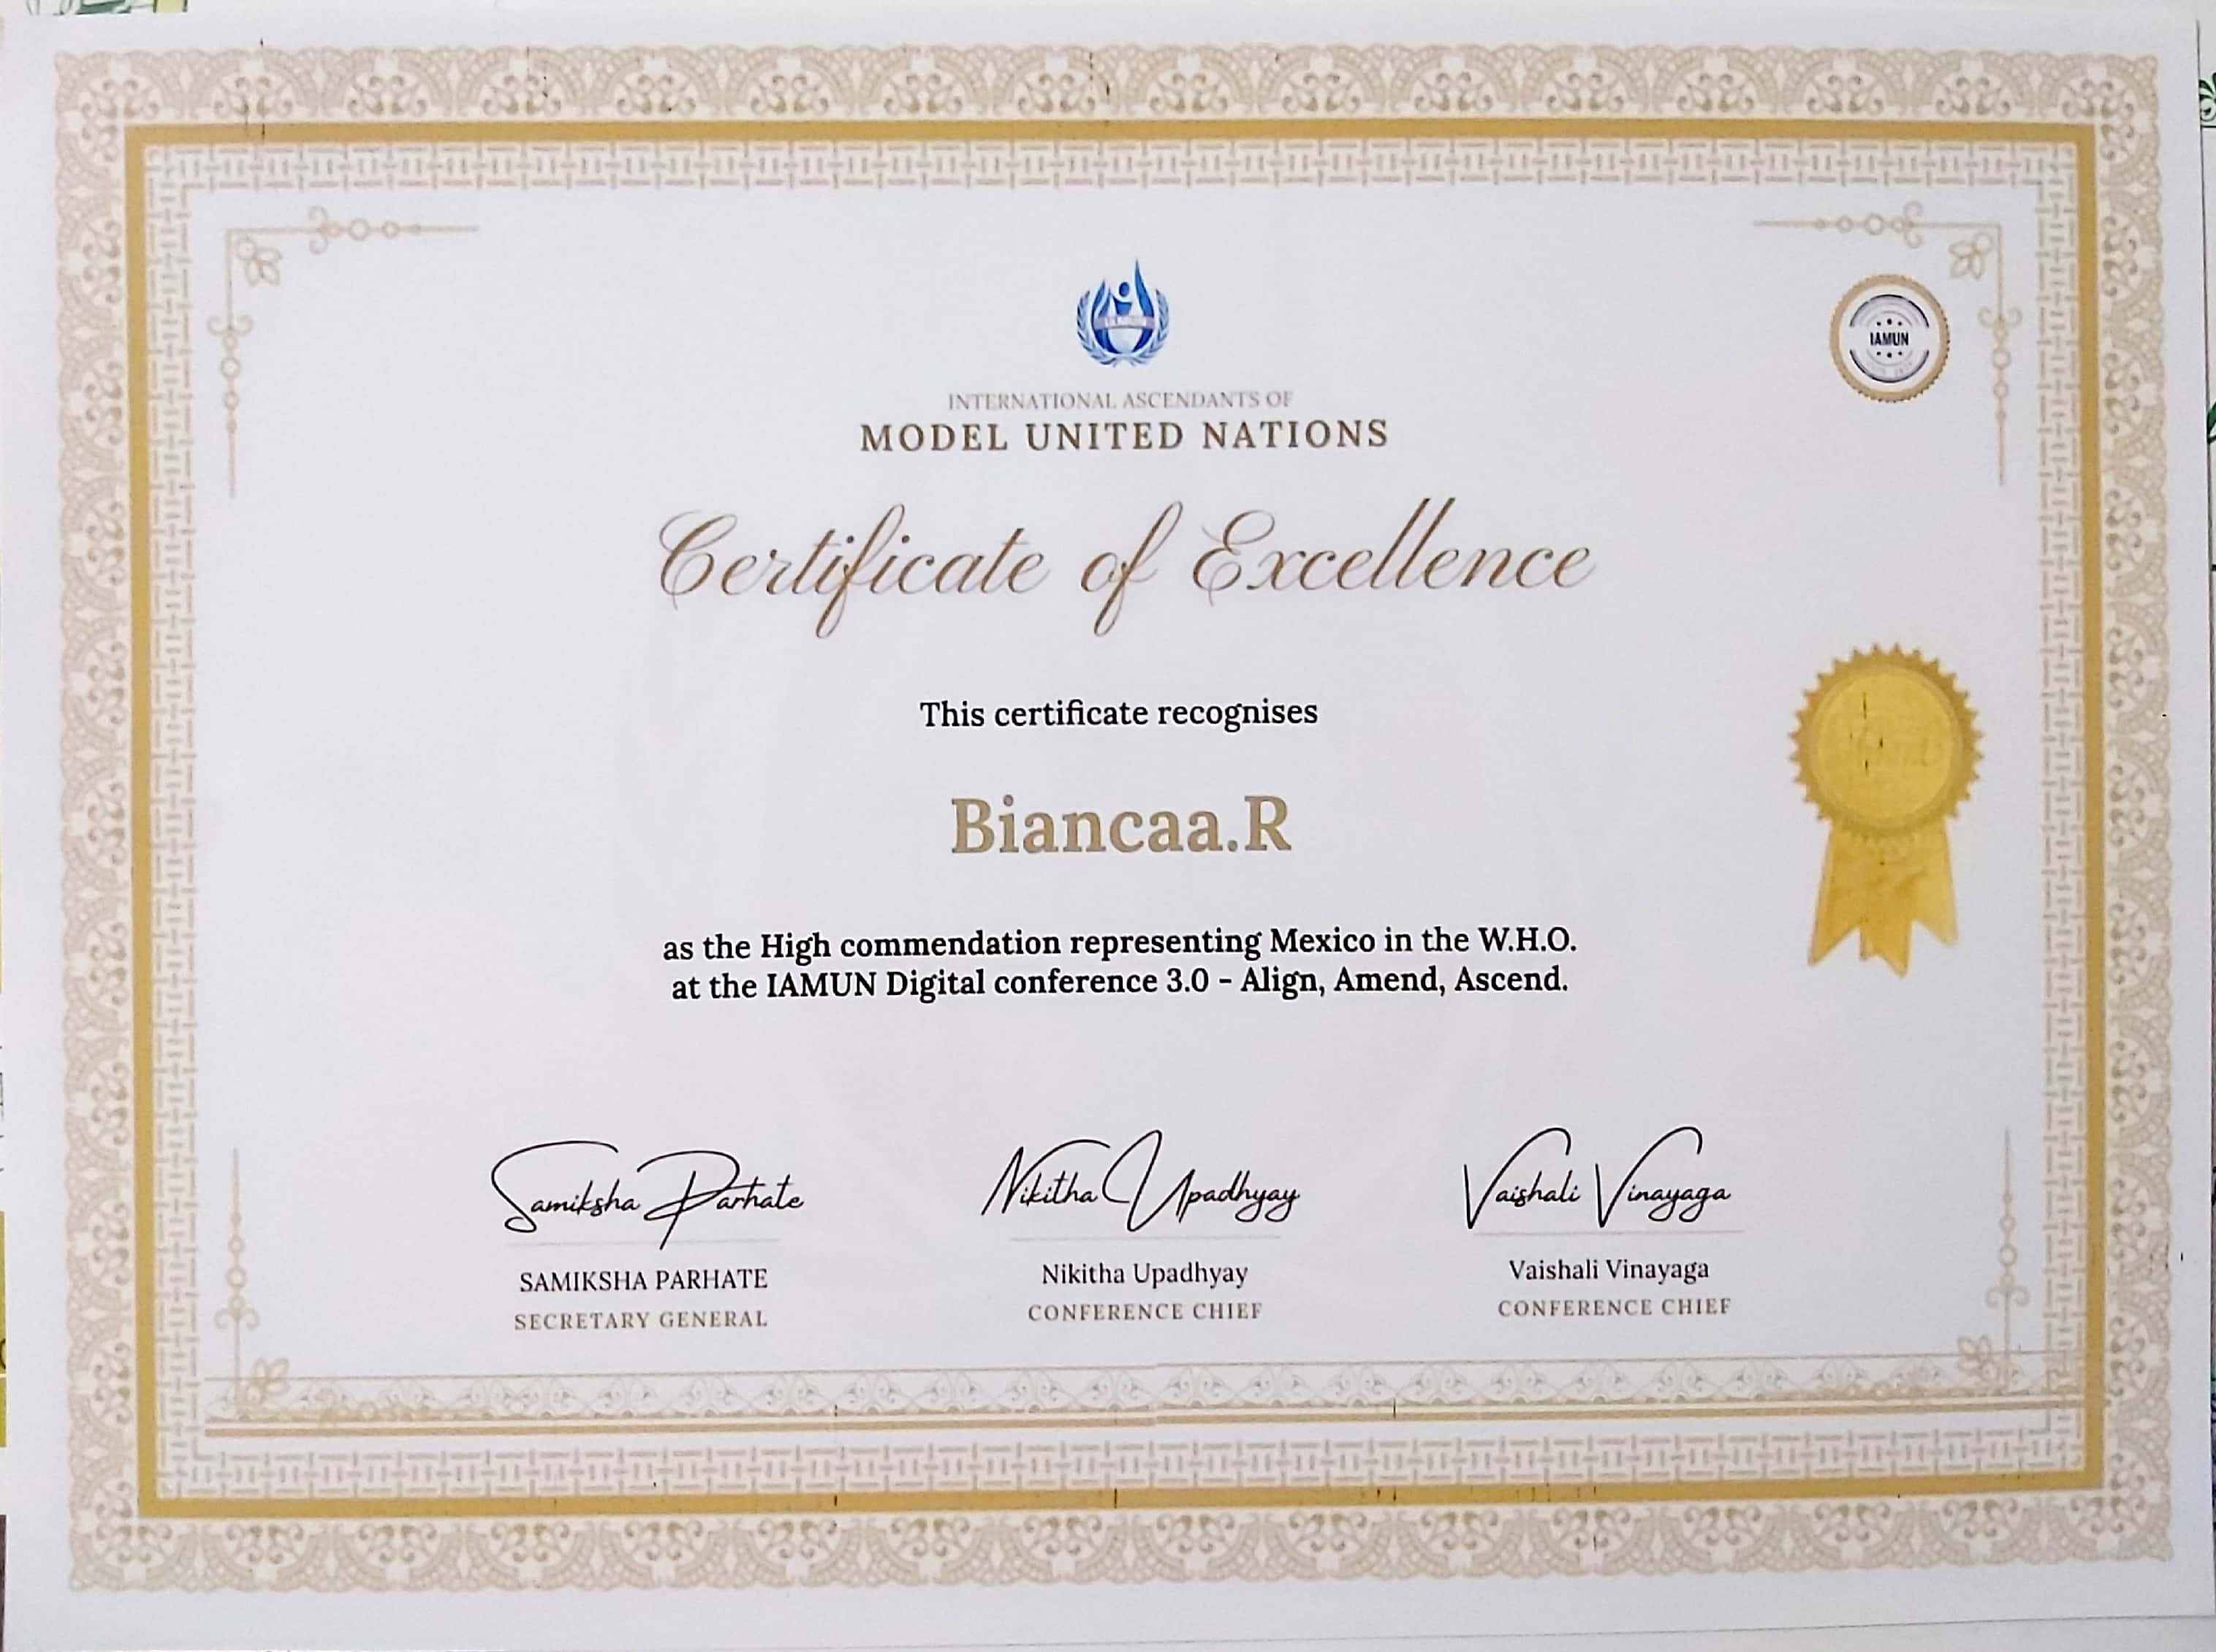 INTERNATIONAL ASCENDANTS OF
MODEL UNITED NATIONS
IAMUN
Certificate of Excellence
This certificate recognises
Biancaa.R
as the High commendation representing Mexico in the W.H.O.
at the IAMUN Digital conference 3.0 - Align, Amend, Ascend.
Samiksha Parhate Nikitha Upadhyay Vaishali Vinayaga
SAMIKSHA PARHATE Nikitha Upadhyay Vaishali Vinayaga
SECRETARY GENERAL CONFERENCE CHIEF CONFERENCE CHIEF